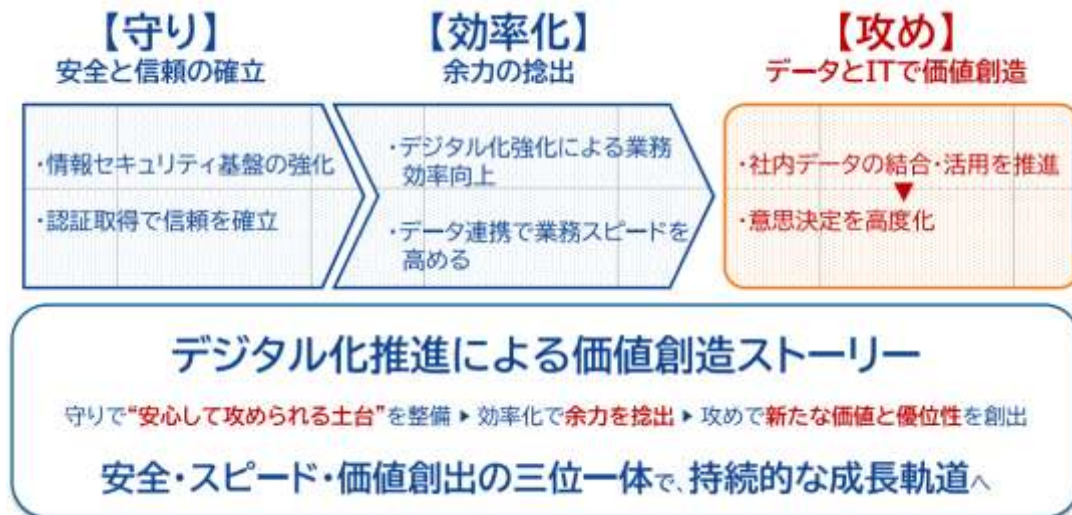 【守り】
安全と信頼の確立
・情報セキュリティ基盤の強化
・認証取得で信頼を確立
【効率化】
余力の捻出
・デジタル化強化による業務
効率向上
・データ連携で業務スピードを
高める
【攻め】
データとITで価値創造
・社内データの結合・活用を推進
▼
・意思決定を高度化
デジタル化推進による価値創造ストーリー
守りで“安心して攻められる土台”を整備 ▶ 効率化で余力を捻出 ▶ 攻めで新たな価値と優位性を創出
安全・スピード・価値創出の三位一体で、持続的な成長軌道へ